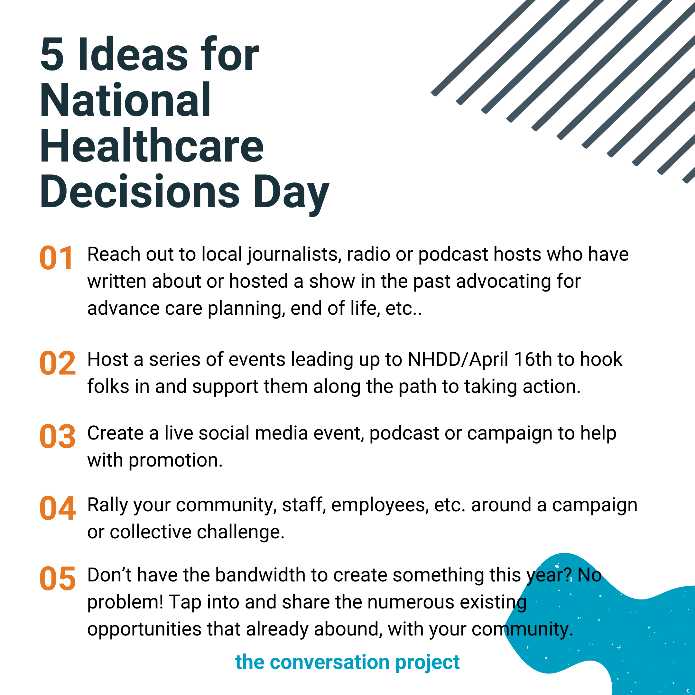 5 Ideas for
National
Healthcare
Decisions Day
01 Reach out to local journalists, radio or podcast hosts who have
written about or hosted a show in the past advocating for
advance care planning, end of life, etc..
02 Host a series of events leading up to NHDD/April 16th to hook
folks in and support them along the path to taking action.
03 Create a live social media event, podcast or campaign to help
with promotion.
04 Rally your community, staff, employees, etc. around a campaign
or collective challenge.
05 Don’t have the bandwidth to create something this year? No
problem! Tap into and share the numerous existing
opportunities that already abound, with your community.
the conversation project